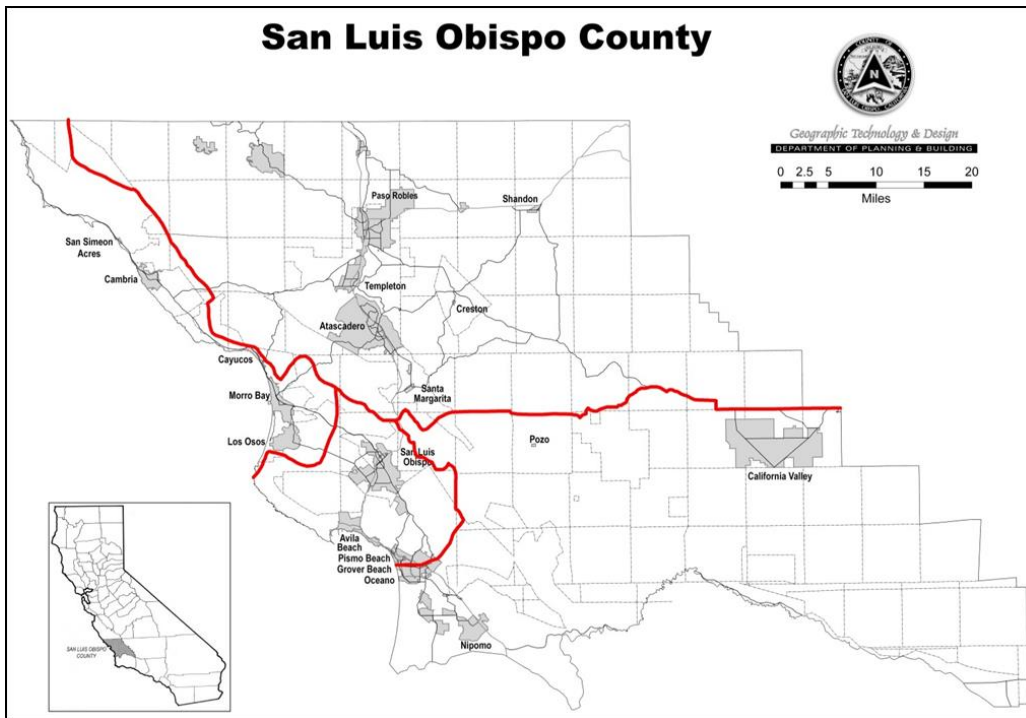 San Luis Obispo County
N
Geographic Technology & Design
DEPARTMENT OF PLANNING & BUILDING
0 2.5 5 10 15 20
Miles
Paso Robles
Shandon
San Simeon
Acres
Cambria
Templeton
Creston
Atascadero
Cayucos
Santa
Margarita
Morro Bay
Los Osos
Pozo
San Luis
Obispo
California Valley
Avila
Beach
Pismo Beach
Grover Beach
Oceano
Nipomo
SAN LUIS OBISPO
COUNTY